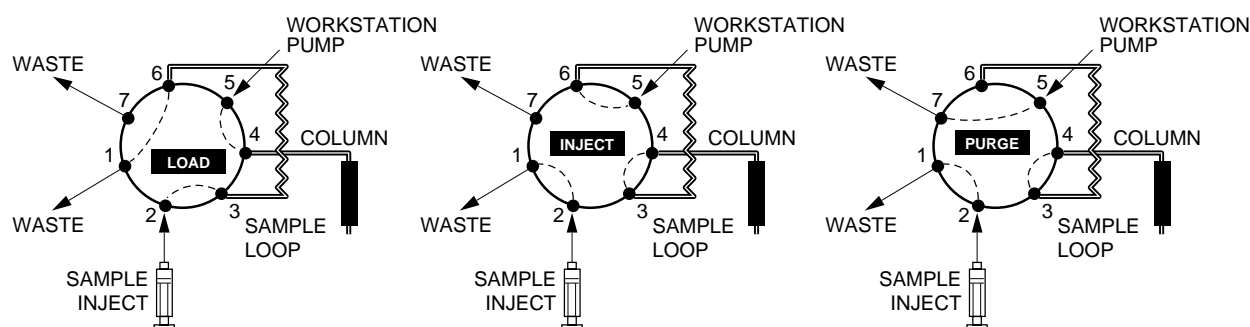 WORKSTATION
PUMP
WASTE
6
5
7
4
COLUMN
1
LOAD
WASTE
2
3
SAMPLE
LOOP
SAMPLE
INJECT
WORKSTATION
PUMP
WASTE
6
5
7
4
COLUMN
1
INJECT
WASTE
2
3
SAMPLE
LOOP
SAMPLE
INJECT
WORKSTATION
PUMP
WASTE
6
5
7
4
COLUMN
1
PURGE
WASTE
2
3
SAMPLE
LOOP
SAMPLE
INJECT